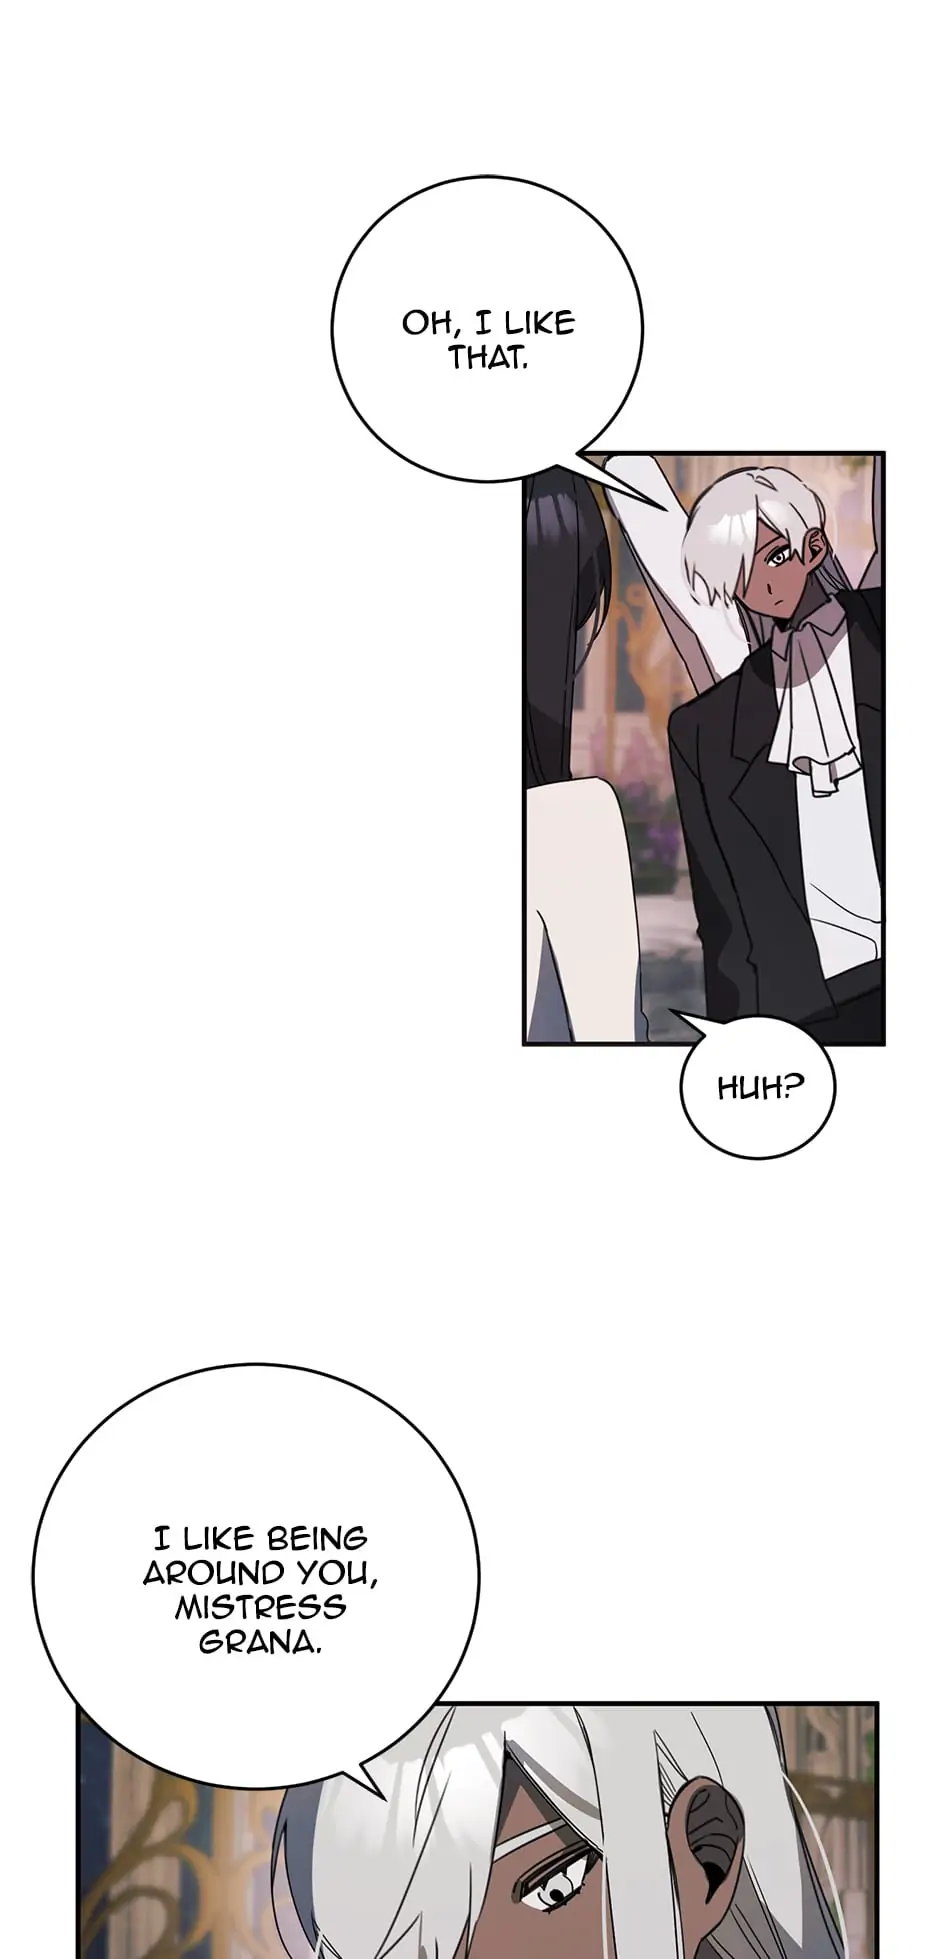 OH, I LIKE
THAT.
HUH?
I LIKE BEING
AROUND YOU,
MISTRESS
GRANA.